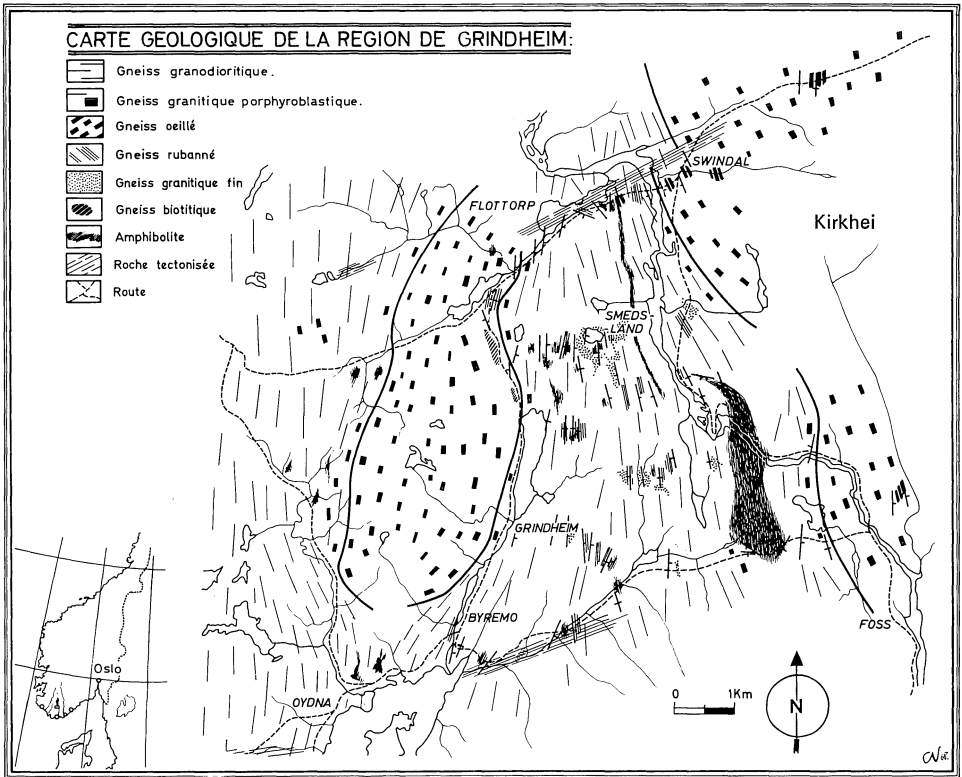 CARTE GEOLOGIQUE DE LA REGION DE GRINDHEIM:
Gneiss granodioritique.
Gneiss granitique porphyroblastique.
Gneiss oeillé
Gneiss rubanné
Gneiss granitique fin
Gneiss biotitique
Amphibolite
Roche tectonisée
Route
SWINDAL
FLOTTORP
Kirkhei
SMEDS-
LAND
GRINDHEIM
BYREMO
FOSS
Oslo
OYDNA
0 1Km
N